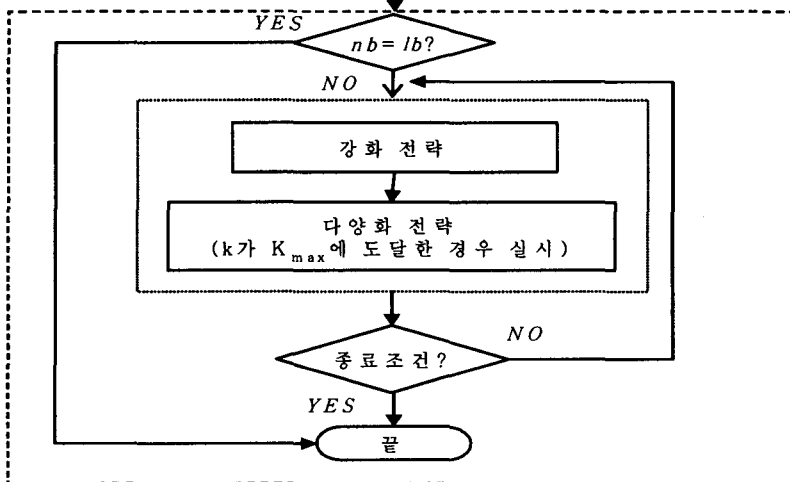 YES
nb= lb?
NO
강화 전략
다양화 전략
(k가 Kmax에 도달한 경우 실시)
NO
종료조건?
YES
끝